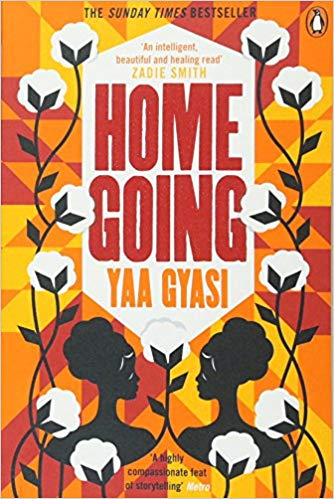 THE SUNDAY TIMES BESTSELLER
'An intelligent,
beautiful and healing read'
ZADIE SMITH
HOME
GOING
YAA GYASI
'A highly
compassionate feat
of storytelling' Metro